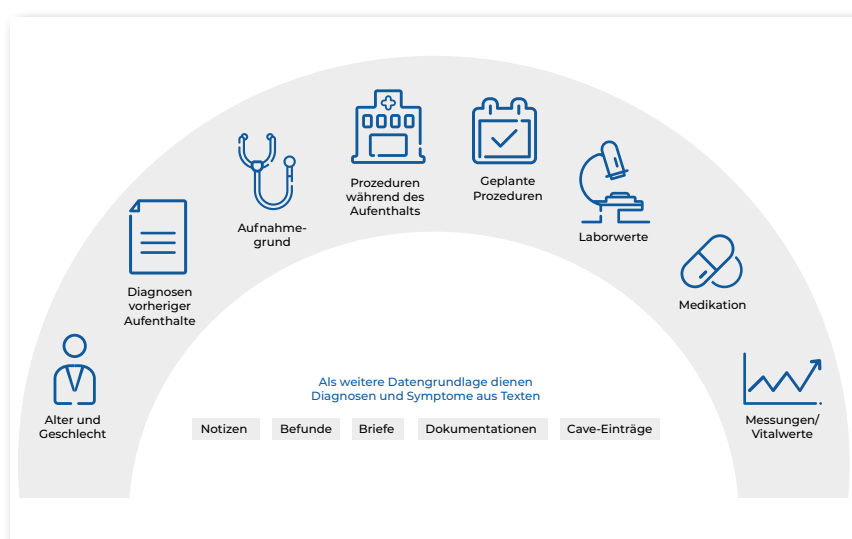 Alter und
Geschlecht
Diagnosen
vorheriger
Aufenthalte
Aufnahme-
grund
Prozeduren
während des
Aufenthalts
Geplante
Prozeduren
Laborwerte
Medikation
Messungen/
Vitalwerte
Als weitere Datengrundlage dienen
Diagnosen und Symptome aus Texten
Notizen Befunde Briefe Dokumentationen Cave-Einträge